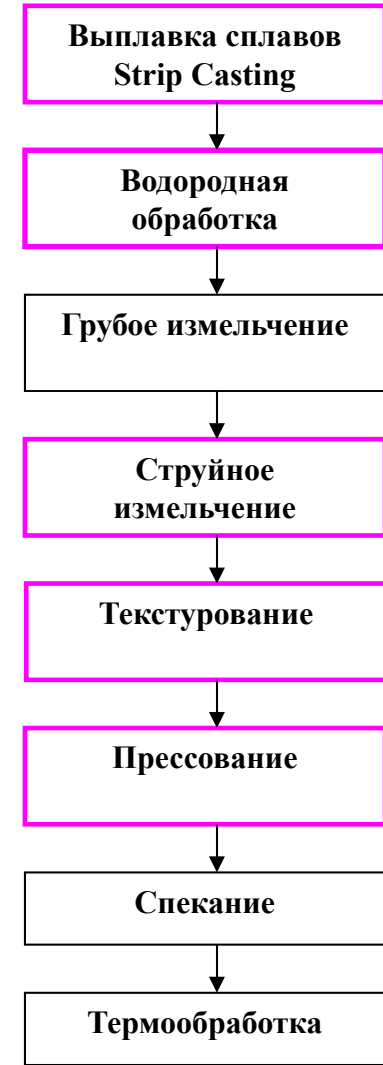 Выплавка сплавов
Strip Casting
Водородная
обработка
Грубое измельчение
Струйное
измельчение
Текстурование
Прессование
Спекание
Термообработка